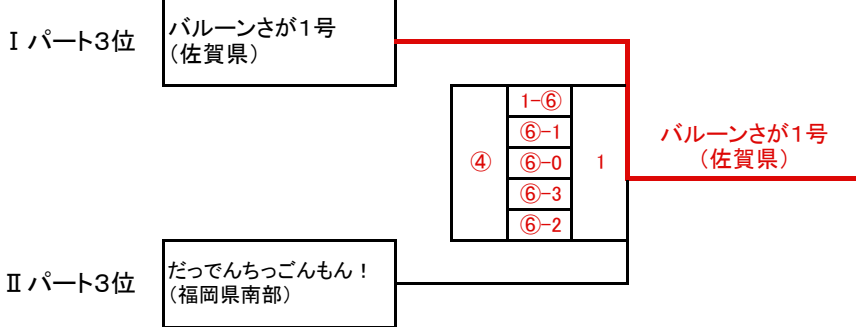 Ⅰパート3位
バルーンさが１号
（佐賀県）
1-⑥
⑥-1
④ ⑥-0 1
⑥-3
⑥-2
バルーンさが１号
（佐賀県）
Ⅱパート3位
だっでんちっごんもん！
（福岡県南部）